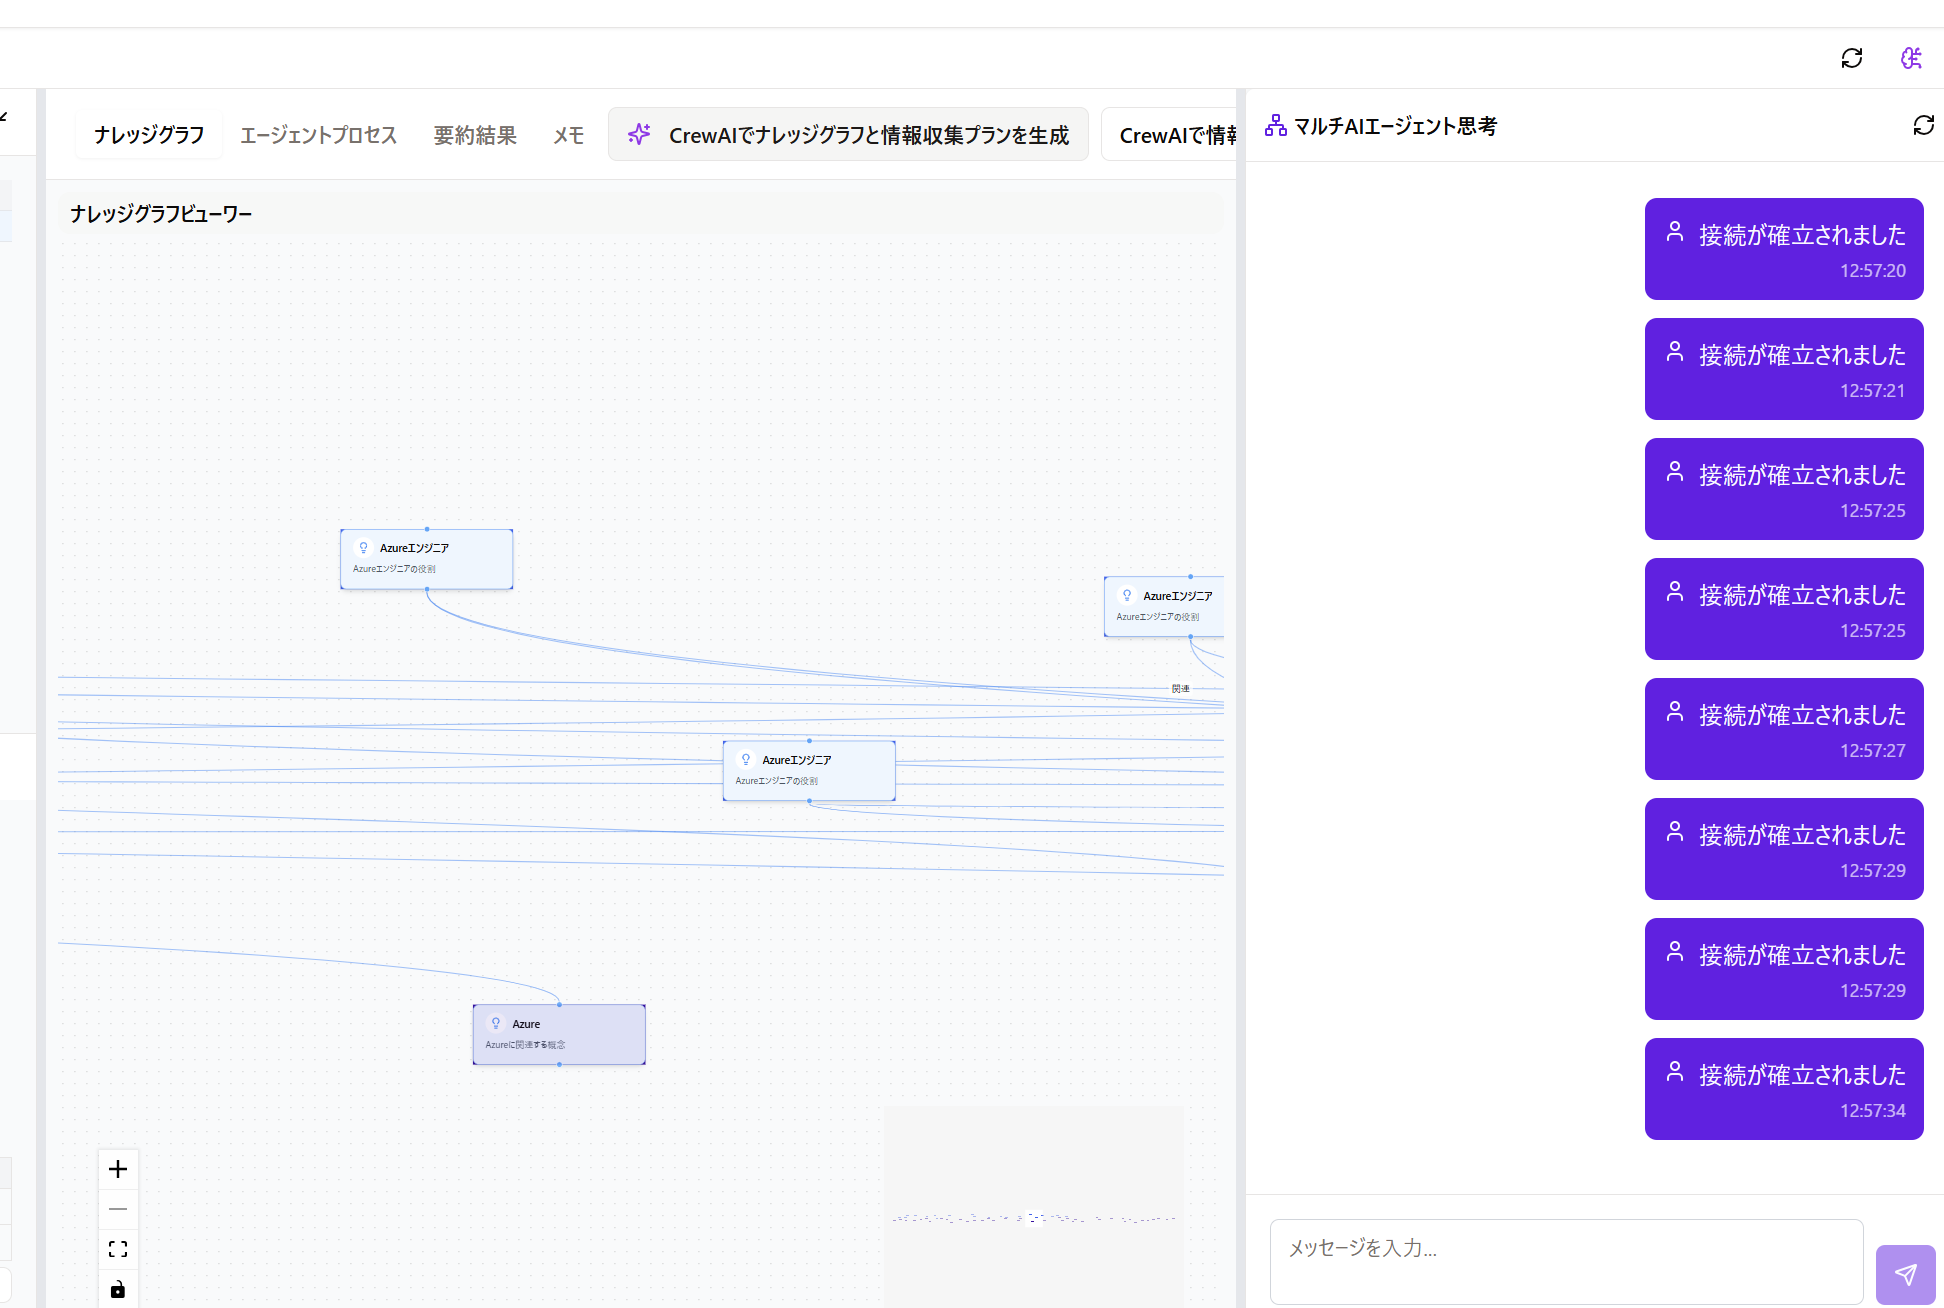 ナレッジグラフ
エージェントプロセス
要約結果
メモ
CrewAIでナレッジグラフと情報収集プランを生成
CrewAIで情報
マルチAIエージェント思考
ナレッジグラフビューワー
Azureエンジニア
Azureエンジニアの役割
Azureエンジニア
Azureエンジニアの役割
関連
Azureエンジニア
Azureエンジニアの役割
Azure
Azureに関連する概念
接続が確立されました
12:57:20
接続が確立されました
12:57:21
接続が確立されました
12:57:25
接続が確立されました
12:57:25
接続が確立されました
12:57:27
接続が確立されました
12:57:29
接続が確立されました
12:57:29
接続が確立されました
12:57:34
メッセージを入力...